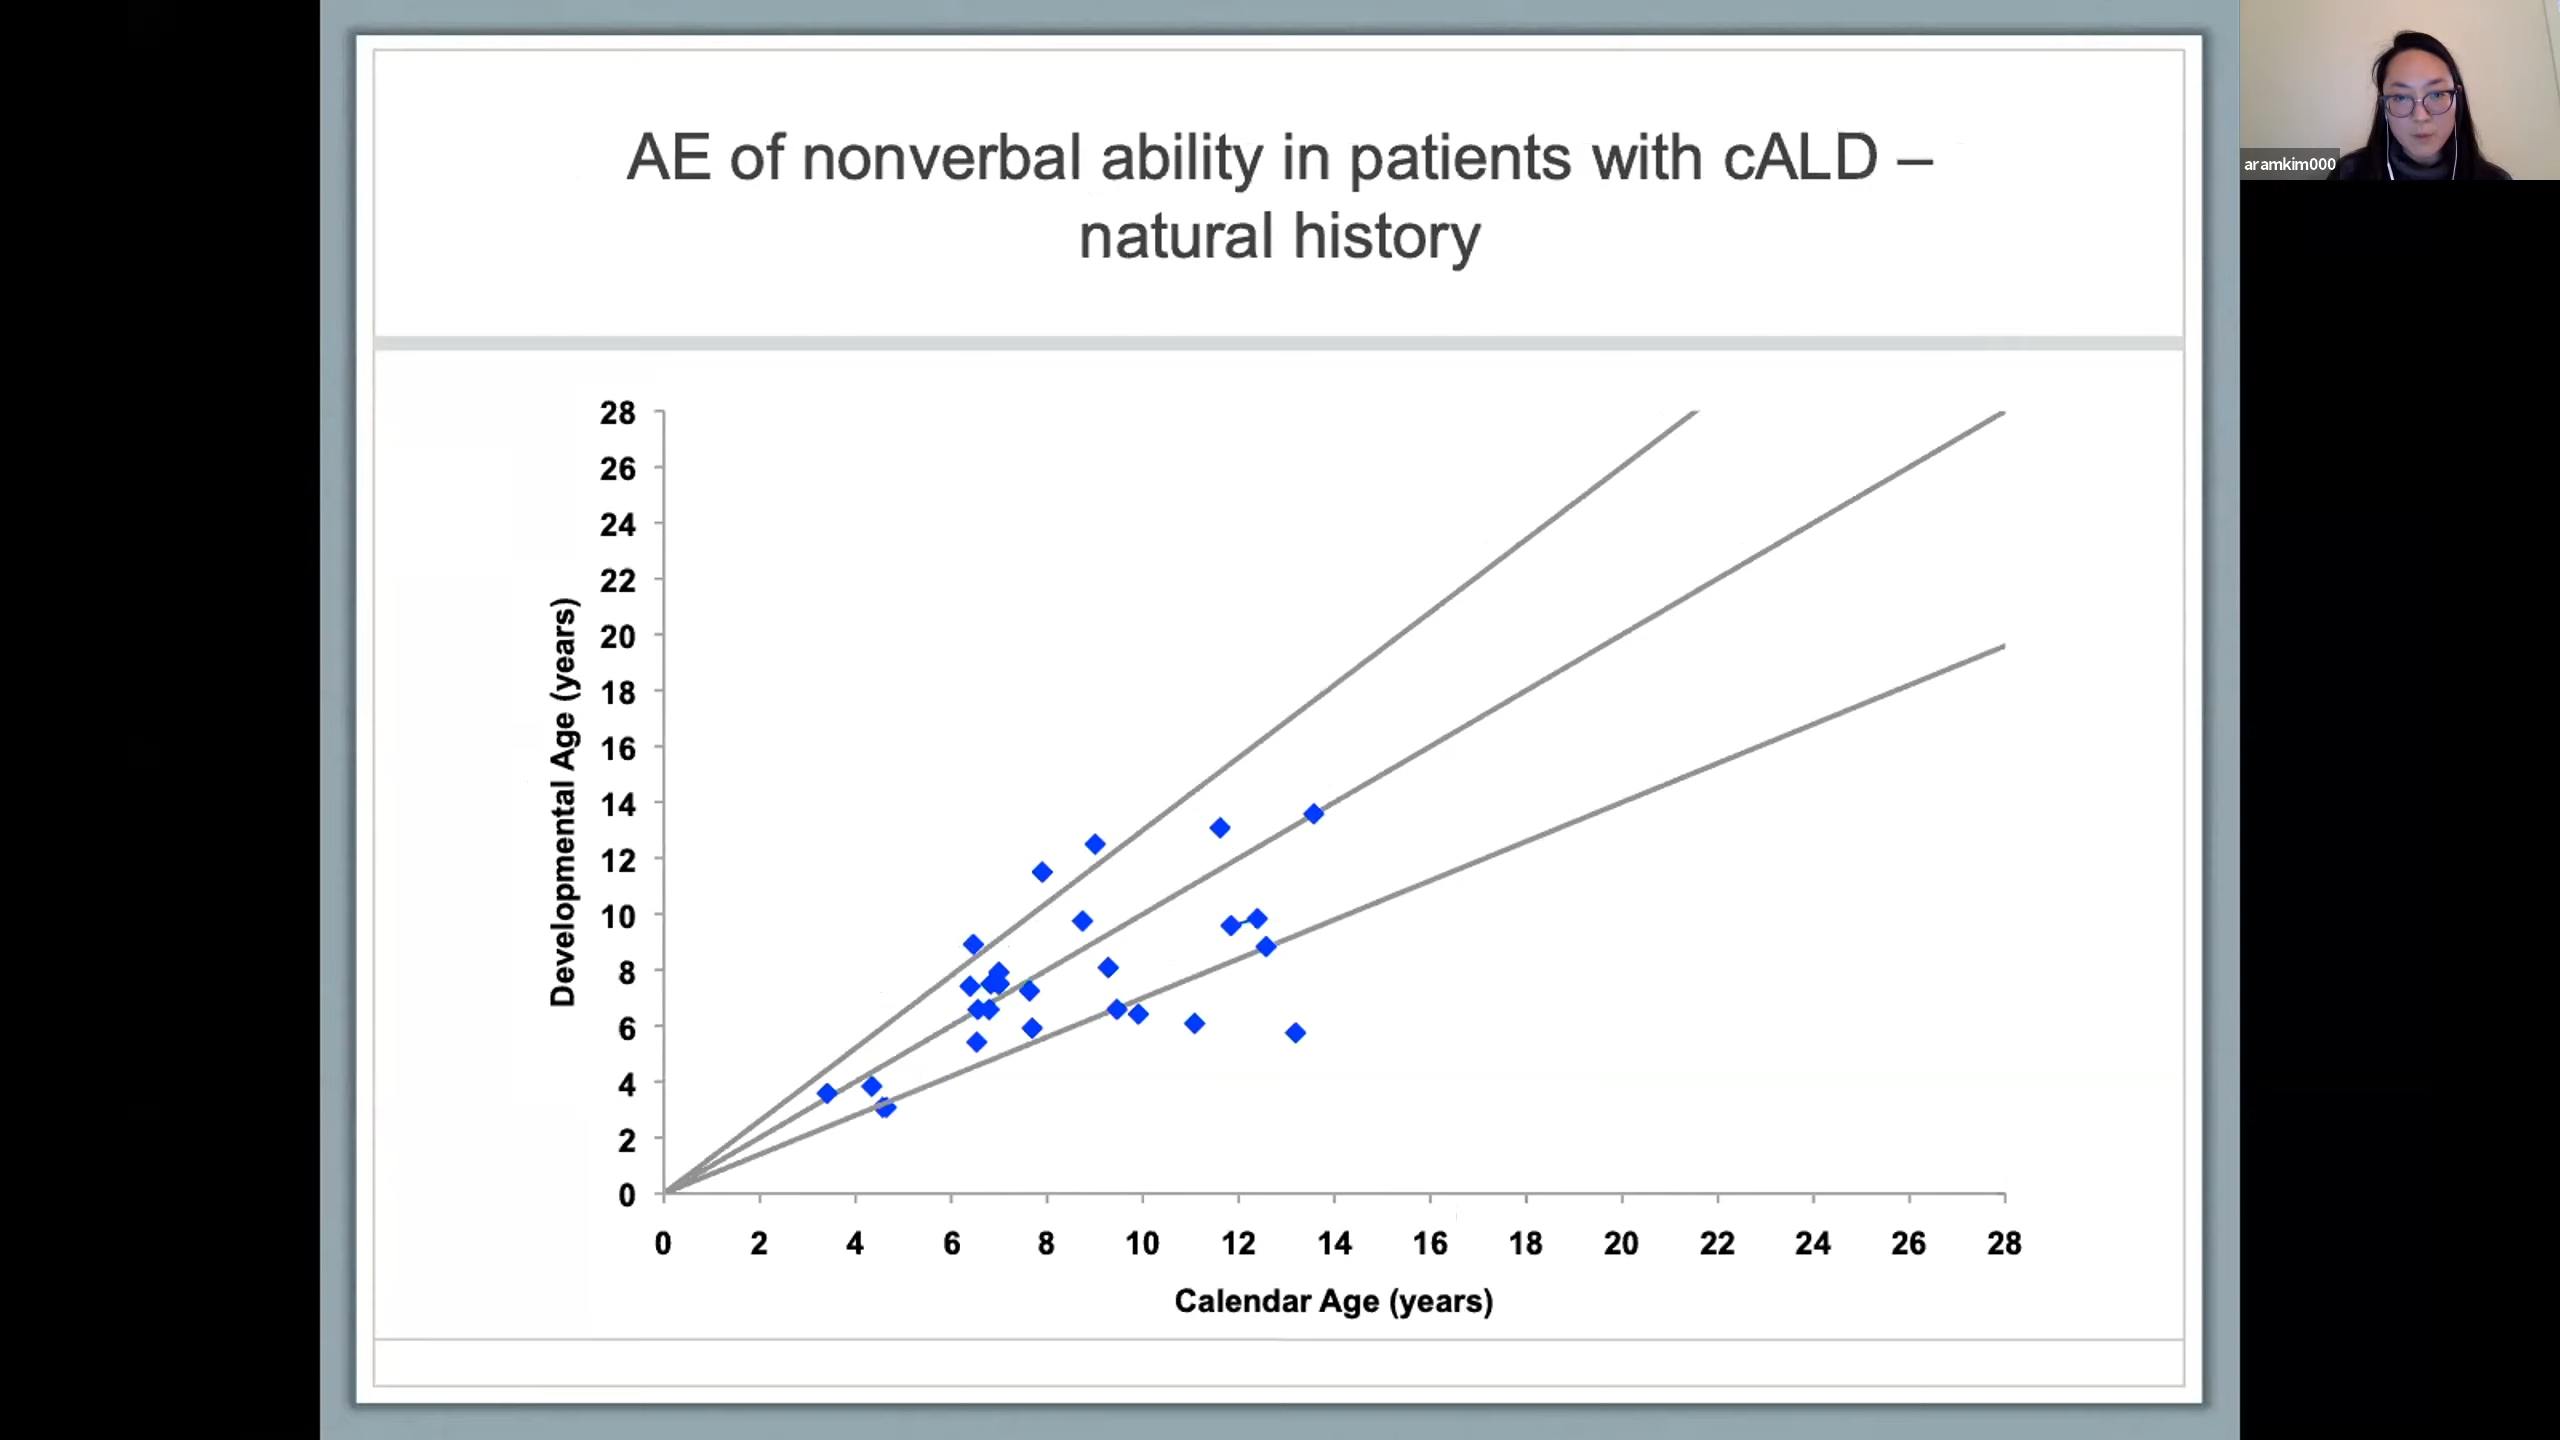 AE of nonverbal ability in patients with cALD –
natural history
aramkim000
28
26
24
22
20
18
16
14
12
10
8
6
4
2
0
Developmental Age (years)
0 2 4 6 8 10 12 14 16 18 20 22 24 26 28
Calendar Age (years)